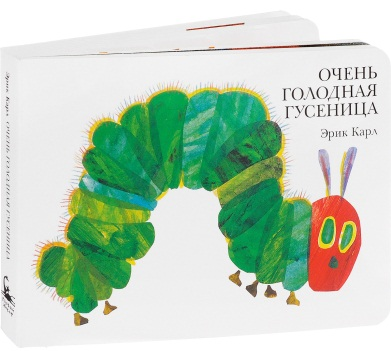 ОЧЕНЬ
ГОЛОДНАЯ
ГУСЕНИЦА
Эрик Карл
Эрик Карл ОЧЕНЬ ГОЛОДНАЯ ГУСЕНИЦА